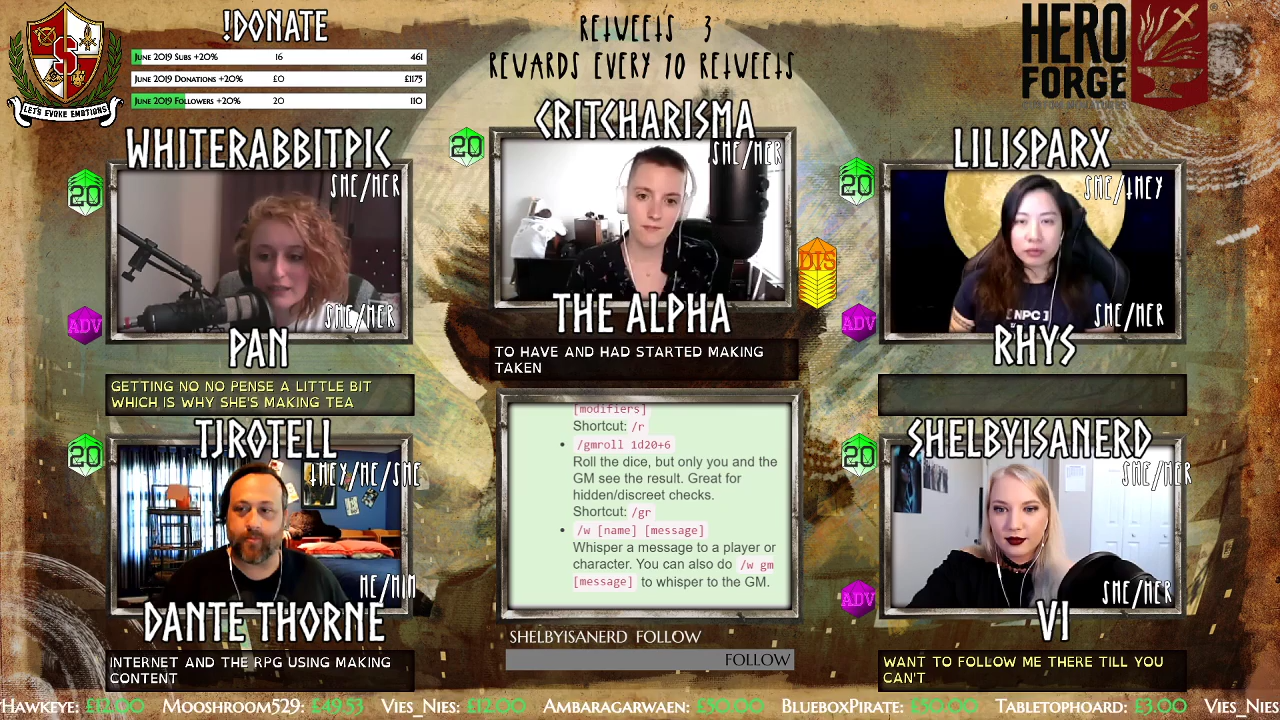 !DONATE
JUNE 2019 SUBS +20% 16 461
JUNE 2019 DONATIONS +20% £0 £1175
JUNE 2019 FOLLOWERS +20% 20 110
LET'S EVOKE EMOTIONS
RETWEETS 3
REWARDS EVERY 10 RETWEETS
HERO
FORGE
CUSTOM MINIATURES
WHITERABBITPIC
SHE/HER
20
ADV
SHE/HER
PAN
GETTING NO NO PENSE A LITTLE BIT
WHICH IS WHY SHE'S MAKING TEA
CRITCHARISMA
SHE/HER
20
DIS
THE ALPHA
TO HAVE AND HAD STARTED MAKING
TAKEN
LILISPARX
SHE/THEY
20
ADV
NPC
SHE/HER
RHYS
TJROTELL
THEY/HE/SHE
20
HE/HIM
DANTE THORNE
INTERNET AND THE RPG USING MAKING
CONTENT
[modifiers]
Shortcut: /r
• /gmroll 1d20+6
Roll the dice, but only you and the
GM see the result. Great for
hidden/discreet checks.
Shortcut: /gr
• /w [name] [message]
Whisper a message to a player or
character. You can also do /w gm
[message] to whisper to the GM.
SHELBYISANERD FOLLOW
FOLLOW
SHELBYISANERD
SHE/HER
20
ADV
SHE/HER
VI
WANT TO FOLLOW ME THERE TILL YOU
CAN'T
HAWKEYE: £12.00 MOOSHROOM529: £49.53 VIES_NIES: £12.00 AMBARAGARWAEN: £50.00 BLUEBOXPIRATE: £50.00 TABLETOPHOARD: £3.00 VIES_NIES